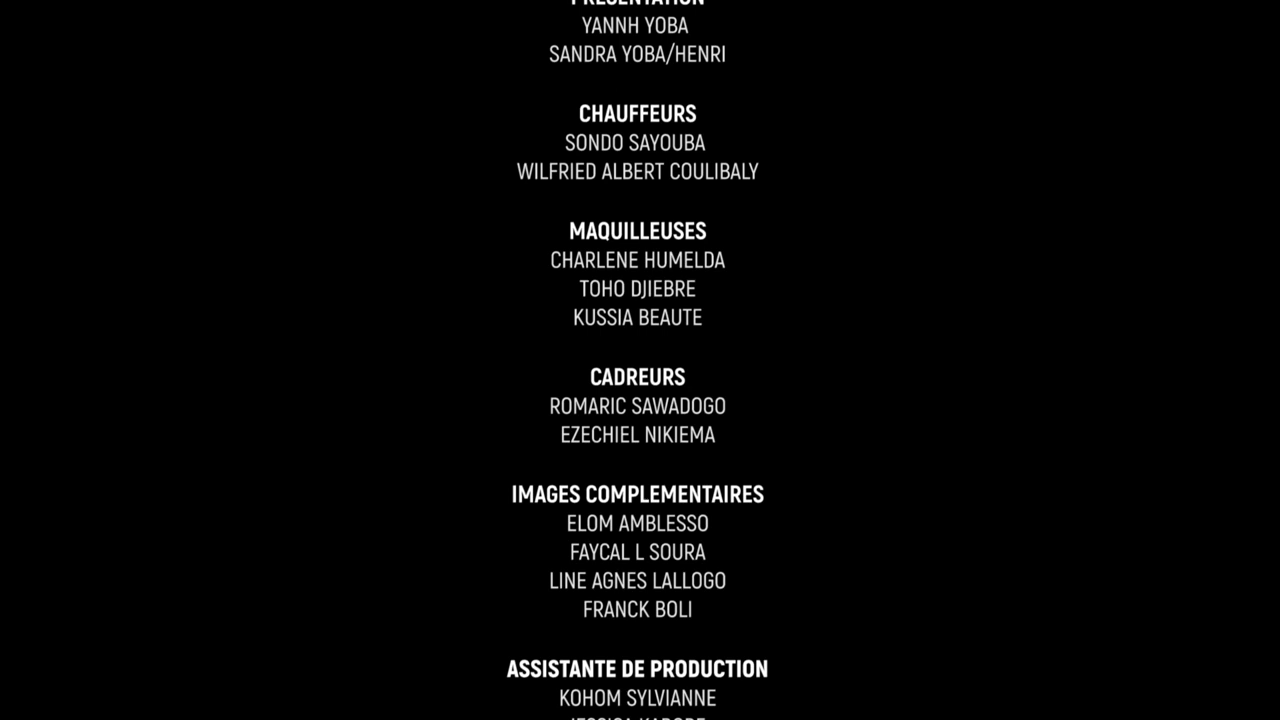 PRESENTATION
YANNH YOBA
SANDRA YOBA/HENRI
CHAUFFEURS
SONDO SAYOUBA
WILFRIED ALBERT COULIBALY
MAQUILLEUSES
CHARLENE HUMELDA
TOHO DJIEBRE
KUSSIA BEAUTE
CADREURS
ROMARIC SAWADOGO
EZECHIEL NIKIEMA
IMAGES COMPLEMENTAIRES
ELOM AMBLESSO
FAYCAL L SOURA
LINE AGNES LALLOGO
FRANCK BOLI
ASSISTANTE DE PRODUCTION
KOHOM SYLVIANNE